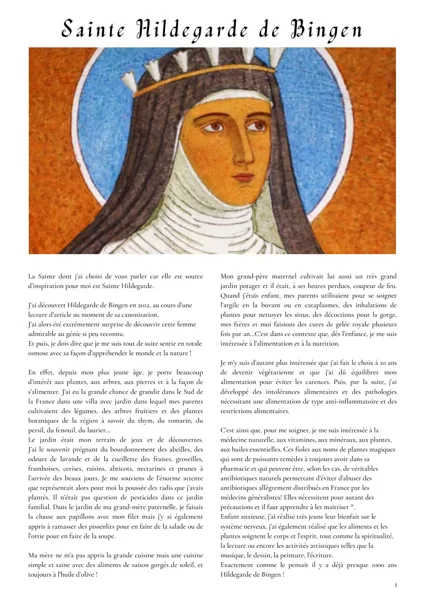 Sainte Hildegarde de Bingen
La Sainte dont j'ai choisi de vous parler car elle est source
d'inspiration pour moi est Sainte Hildegarde.
J'ai découvert Hildegarde de Bingen en 2012, au cours d'une
lecture d'article au moment de sa canonisation.
J'ai alors été extrêmement surprise de découvrir cette femme
admirable au génie si peu reconnu.
Et puis, je dois dire que je me suis tout de suite sentie en totale
osmose avec sa façon d'appréhender le monde et la nature !
En effet, depuis mon plus jeune âge, je porte beaucoup
d'intérêt aux plantes, aux arbres, aux pierres et à la façon de
s'alimenter. J'ai eu la grande chance de grandir dans le Sud de
la France dans une villa avec jardin dans lequel mes parents
cultivaient des légumes, des arbres fruitiers et des plantes
botaniques de la région à savoir du thym, du romarin, du
persil, du fenouil, du laurier...
Le jardin était mon terrain de jeux et de découvertes.
J'ai le souvenir prégnant du bourdonnement des abeilles, des
odeurs de lavande et de la cueillette des fraises, groseilles,
framboises, cerises, raisins, abricots, nectarines et prunes à
l'arrivée des beaux jours. Je me souviens de l'énorme attente
que représentait alors pour moi la poussée des radis que j'avais
plantés. Il n'était pas question de pesticides dans ce jardin
familial. Dans le jardin de ma grand-mère paternelle, je faisais
la chasse aux papillons avec mon filet mais j'y ai également
appris à ramasser des pissenlits pour en faire de la salade ou de
l'ortie pour en faire de la soupe.
Ma mère ne m'a pas appris la grande cuisine mais une cuisine
simple et saine avec des aliments de saison gorgés de soleil, et
toujours à l'huile d'olive !
Mon grand-père maternel cultivait lui aussi un très grand
jardin potager et il était, à ses heures perdues, coupeur de feu.
Quand j'étais enfant, mes parents utilisaient pour se soigner
l'argile en la buvant ou en cataplasmes, des inhalations de
plantes pour nettoyer les sinus, des décoctions pour la gorge,
mes frères et moi faisions des cures de gelée royale plusieurs
fois par an...C'est dans ce contexte que, dès l'enfance, je me suis
intéressée à l'alimentation et à la nutrition.
Je m'y suis d'autant plus intéressée que j'ai fais le choix à 20 ans
de devenir végétarienne et que j'ai dû équilibrer mon
alimentation pour éviter les carences. Puis, par la suite, j'ai
développé des intolérances alimentaires et des pathologies
nécessitant une alimentation de type anti-inflammatoire et des
restrictions alimentaires.
C'est ainsi que, pour me soigner, je me suis intéressée à la
médecine naturelle, aux vitamines, aux minéraux, aux plantes,
aux huiles essentielles. Ces fioles aux noms de plantes magiques
qui sont de puissants remèdes à toujours avoir dans sa
pharmacie et qui peuvent être, selon les cas, de véritables
antibiotiques naturels permettant d'éviter d'abuser des
antibiotiques allègrement distribués en France par les
médecins généralistes! Elles nécessitent pour autant des
précautions et il faut apprendre à les maitriser *.
Enfant anxieuse, j'ai réalisé très jeune leur bienfait sur le
système nerveux, j'ai également réalisé que les aliments et les
plantes soignent le corps et l'esprit, tout comme la spiritualité,
la lecture ou encore les activités artistiques telles que la
musique, le dessin, la peinture, l'écriture.
Exactement comme le pensait il y a déjà presque 1000 ans
Hildegarde de Bingen !
1